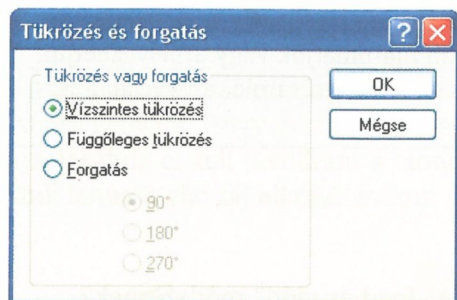 Tükrözés és forgatás
Tükrözés vagy forgatás
Vízszintes tükrözés
Függőleges tükrözés
Forgatás
90°
180°
270°
OK
Mégse